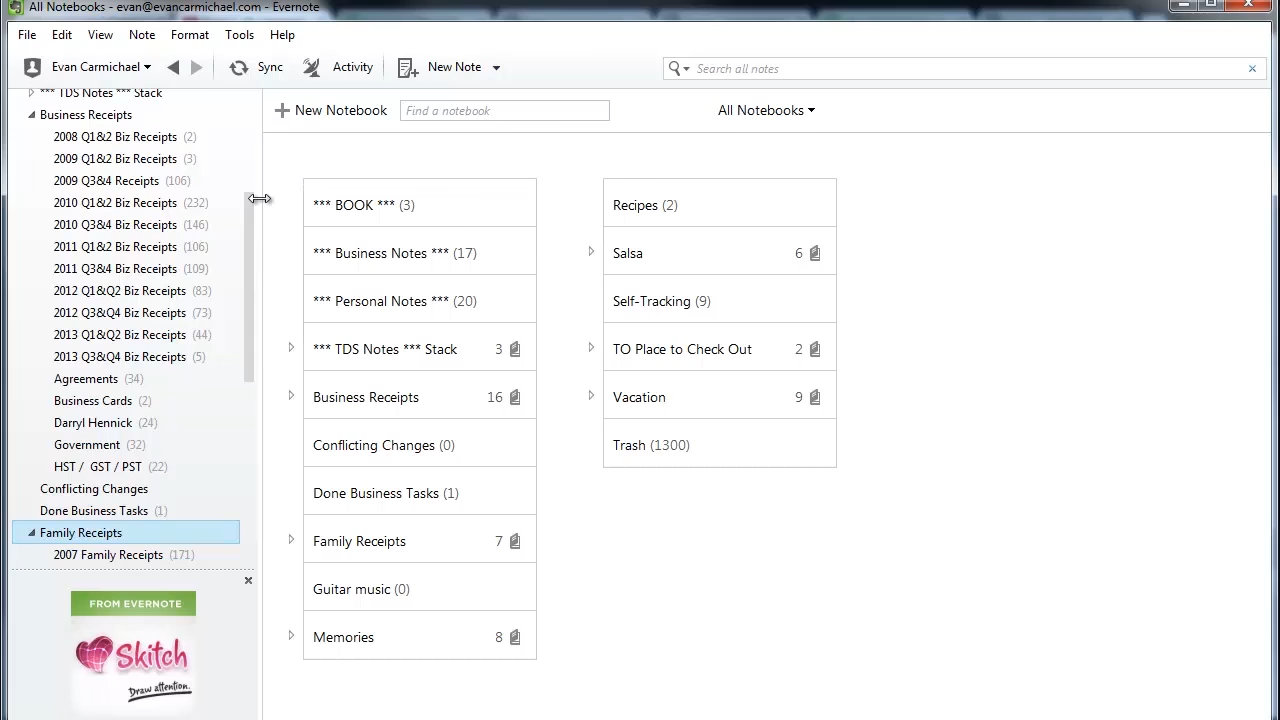 All Notebooks - evan@evancarmichael.com - Evernote
File Edit View Note Format Tools Help
Evan Carmichael Sync Activity New Note Search all notes
*** TDS Notes *** Stack
Business Receipts
2008 Q1&2 Biz Receipts (2)
2009 Q1&2 Biz Receipts (3)
2009 Q3&4 Receipts (106)
2010 Q1&2 Biz Receipts (232)
2010 Q3&4 Biz Receipts (146)
2011 Q1&2 Biz Receipts (106)
2011 Q3&4 Biz Receipts (109)
2012 Q1&Q2 Biz Receipts (83)
2012 Q3&Q4 Biz Receipts (73)
2013 Q1&Q2 Biz Receipts (44)
2013 Q3&Q4 Biz Receipts (5)
Agreements (34)
Business Cards (2)
Darryl Hennick (24)
Government (32)
HST / GST / PST (22)
Conflicting Changes
Done Business Tasks (1)
Family Receipts
2007 Family Receipts (171)
FROM EVERNOTE
Skitch
Draw attention.
New Notebook Find a notebook All Notebooks
*** BOOK *** (3)
*** Business Notes *** (17)
*** Personal Notes *** (20)
*** TDS Notes *** Stack 3
Business Receipts 16
Conflicting Changes (0)
Done Business Tasks (1)
Family Receipts 7
Guitar music (0)
Memories 8
Recipes (2)
Salsa 6
Self-Tracking (9)
TO Place to Check Out 2
Vacation 9
Trash (1300)